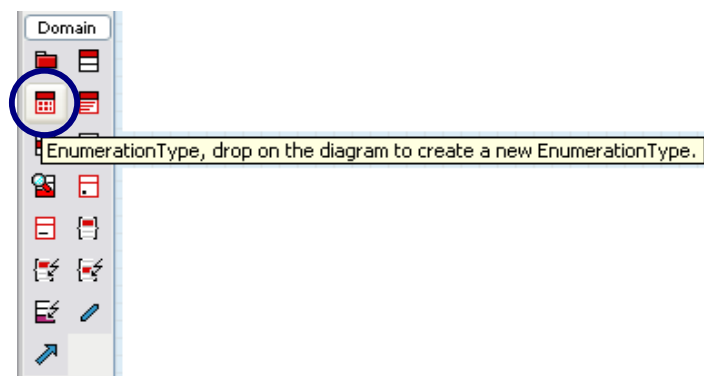 Domain
EnumerationType, drop on the diagram to create a new EnumerationType.